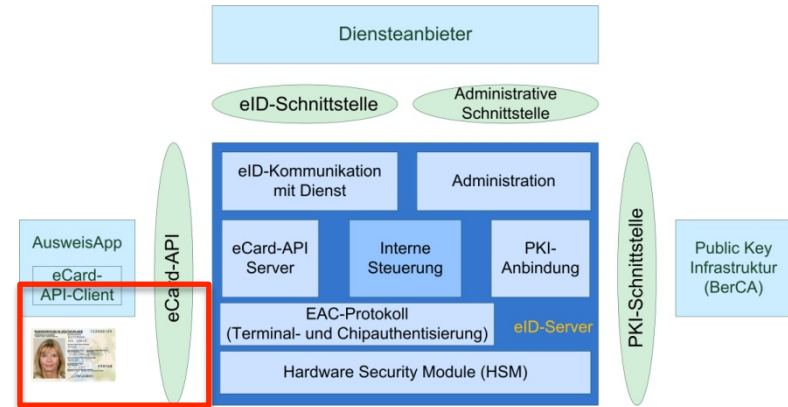 Diensteanbieter
eID-Schnittstelle
Administrative
Schnittstelle
eID-Kommunikation
mit Dienst
Administration
AusweisApp
eCard-
API-Client
eCard-API
eCard-API
Server
Interne
Steuerung
PKI-
Anbindung
EAC-Protokoll
(Terminal- und Chipauthentisierung)
eID-Server
Hardware Security Module (HSM)
PKI-Schnittstelle
Public Key
Infrastruktur
(BerCA)